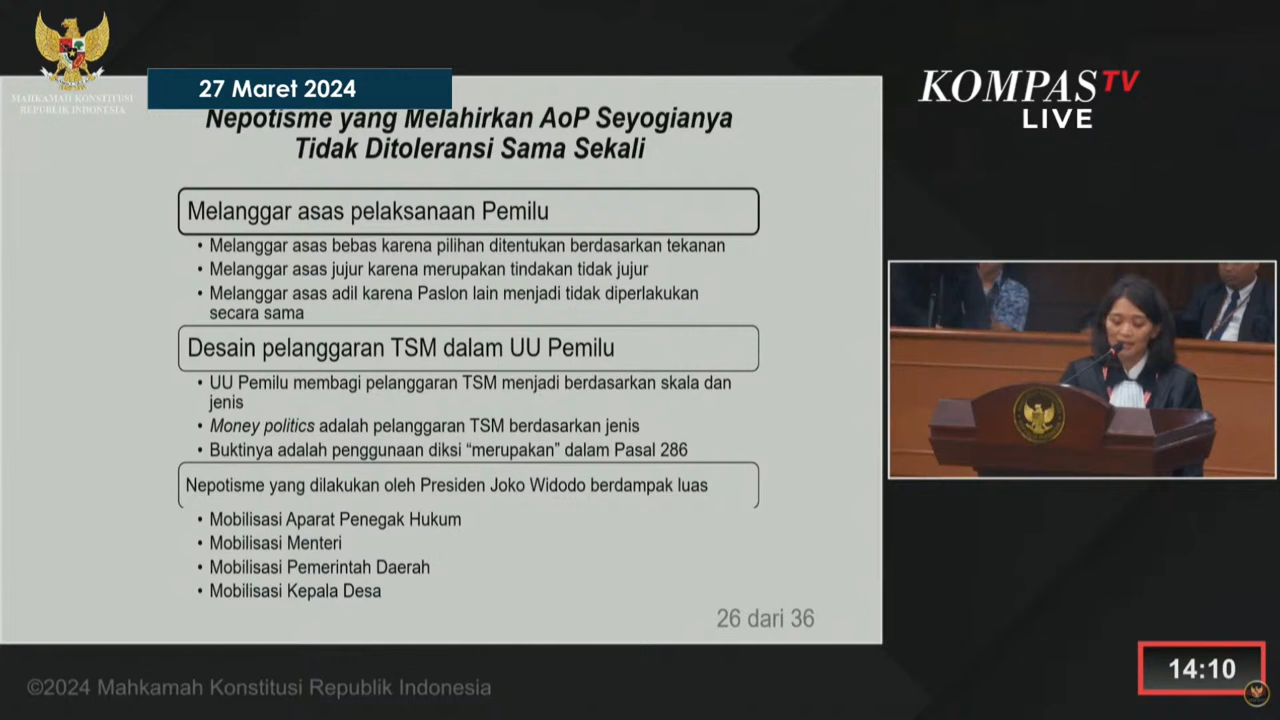 27 Maret 2024
MAHKAMAH KONSTITUSI
REPUBLIK INDONESIA
KOMPAS TV
LIVE
Nepotisme yang Melahirkan AoP Seyogianya
Tidak Ditoleransi Sama Sekali
Melanggar asas pelaksanaan Pemilu
• Melanggar asas bebas karena pilihan ditentukan berdasarkan tekanan
• Melanggar asas jujur karena merupakan tindakan tidak jujur
• Melanggar asas adil karena Paslon lain menjadi tidak diperlakukan
secara sama
Desain pelanggaran TSM dalam UU Pemilu
• UU Pemilu membagi pelanggaran TSM menjadi berdasarkan skala dan
jenis
• Money politics adalah pelanggaran TSM berdasarkan jenis
• Buktinya adalah penggunaan diksi “merupakan” dalam Pasal 286
Nepotisme yang dilakukan oleh Presiden Joko Widodo berdampak luas
• Mobilisasi Aparat Penegak Hukum
• Mobilisasi Menteri
• Mobilisasi Pemerintah Daerah
• Mobilisasi Kepala Desa
26 dari 36
14:10
©2024 Mahkamah Konstitusi Republik Indonesia